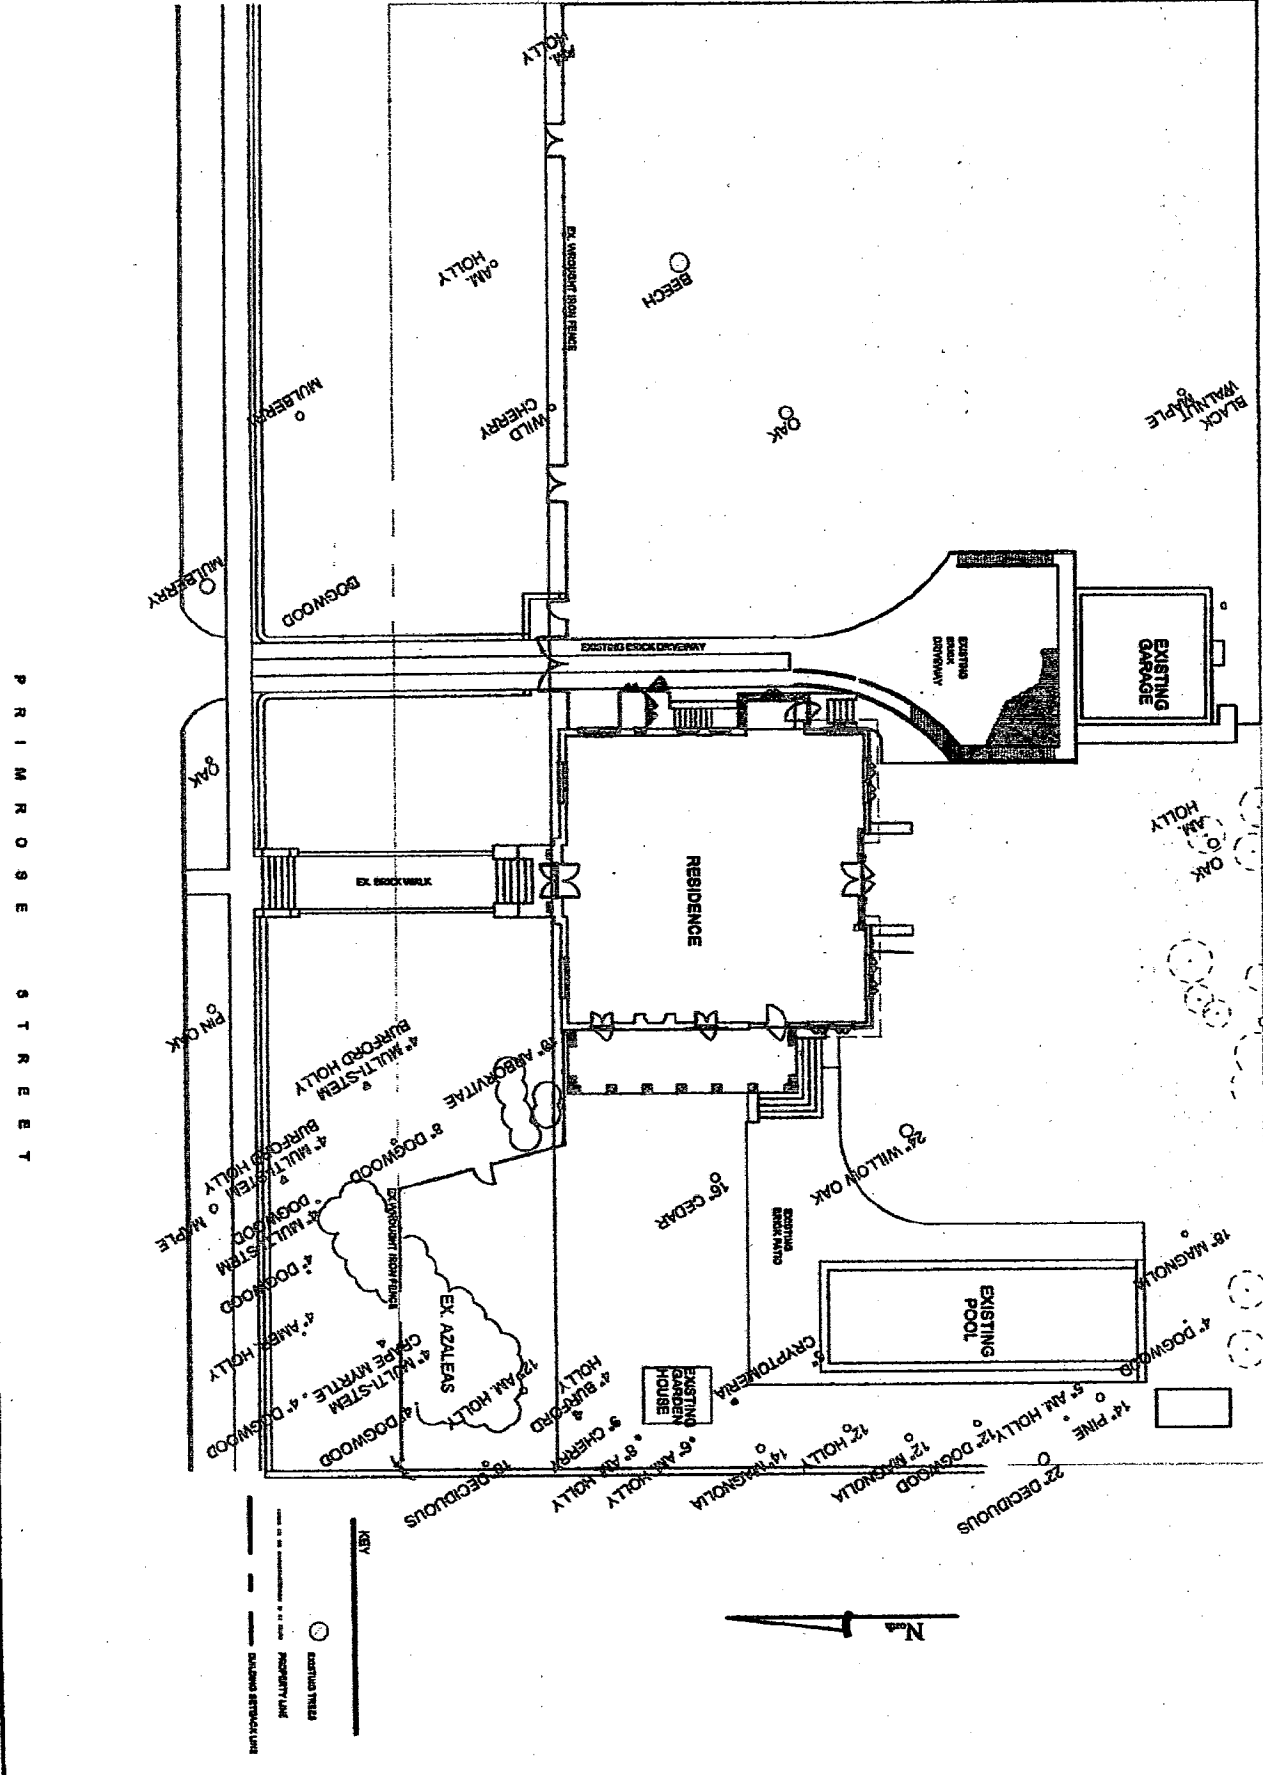 AM.
HOLLY
AM.
HOLLY
EX. WROUGHT IRON FENCE
BEECH
MULBERRY
WILD
CHERRY
OAK
BLACK
WALNUT
MAPLE
MULBERRY
DOGWOOD
EXISTING BRICK DRIVEWAY
EXISTING
BRICK
DRIVEWAY
EXISTING
GARAGE
PRIMROSE STREET
OAK
EX. BRICK WALK
RESIDENCE
AM.
HOLLY
OAK
PIN OAK
4" MULTI-STEM
BURFORD HOLLY
ARBORVITAE
8" DOGWOOD
4" MULTI-STEM
BURFORD HOLLY
MAPLE
4" MULTI-STEM
DOGWOOD
4" DOGWOOD
4" AMER. HOLLY
EX. WROUGHT IRON FENCE
EX. AZALEAS
4" MULTI-STEM
CRAPE MYRTLE
4" DOGWOOD
4" DOGWOOD
12" AM. HOLLY
4" BURFORD
HOLLY
16" CEDAR
24" WILLOW OAK
EXISTING
BRICK PATIO
EXISTING
POOL
18" MAGNOLIA
4" DOGWOOD
EXISTING
GARDEN
HOUSE
CRYPTOMERIA
CHERRY
8" AM. HOLLY
6" AM. HOLLY
14" MAGNOLIA
12" HOLLY
12" MAGNOLIA
12" DOGWOOD
5" AM. HOLLY
14" PINE
22" DECIDUOUS
DECIDUOUS
KEY
EXISTING TREES
PROPERTY LINE
BUILDING SETBACK LINE
North